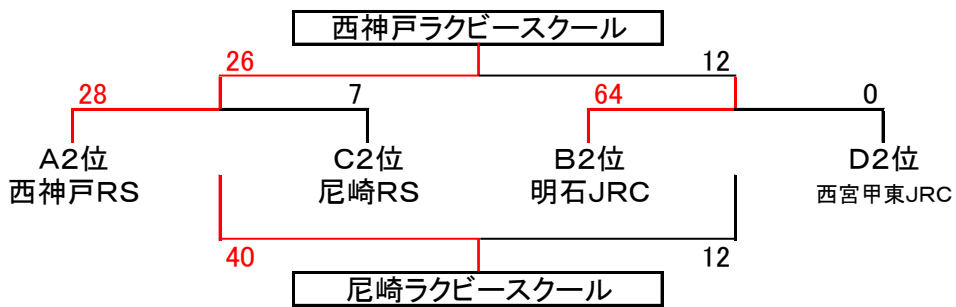 西神戸ラクビースクール
26 12
28 7 64 0
A2位 C2位 B2位 D2位
西神戸RS 尼崎RS 明石JRC 西宮甲東JRC
40 12
尼崎ラクビースクール